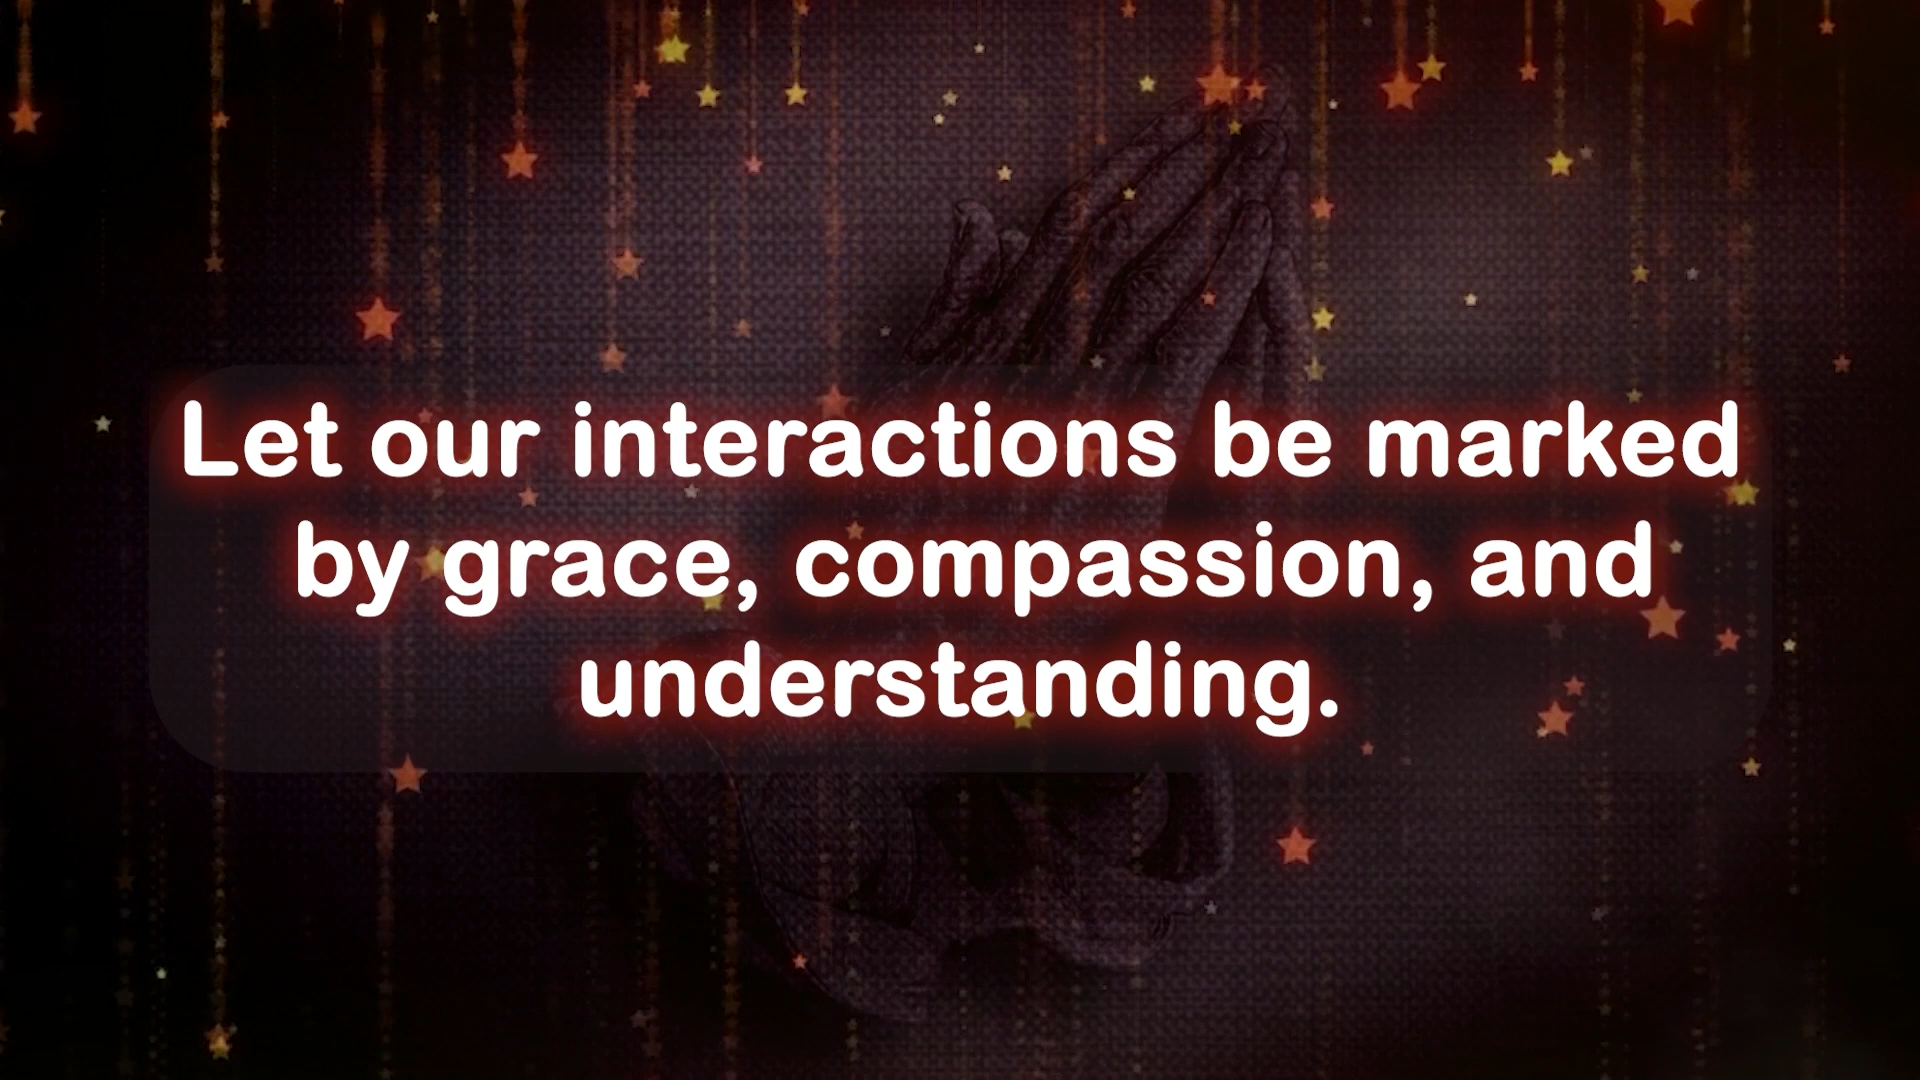 Let our interactions be marked
by grace, compassion, and
understanding.